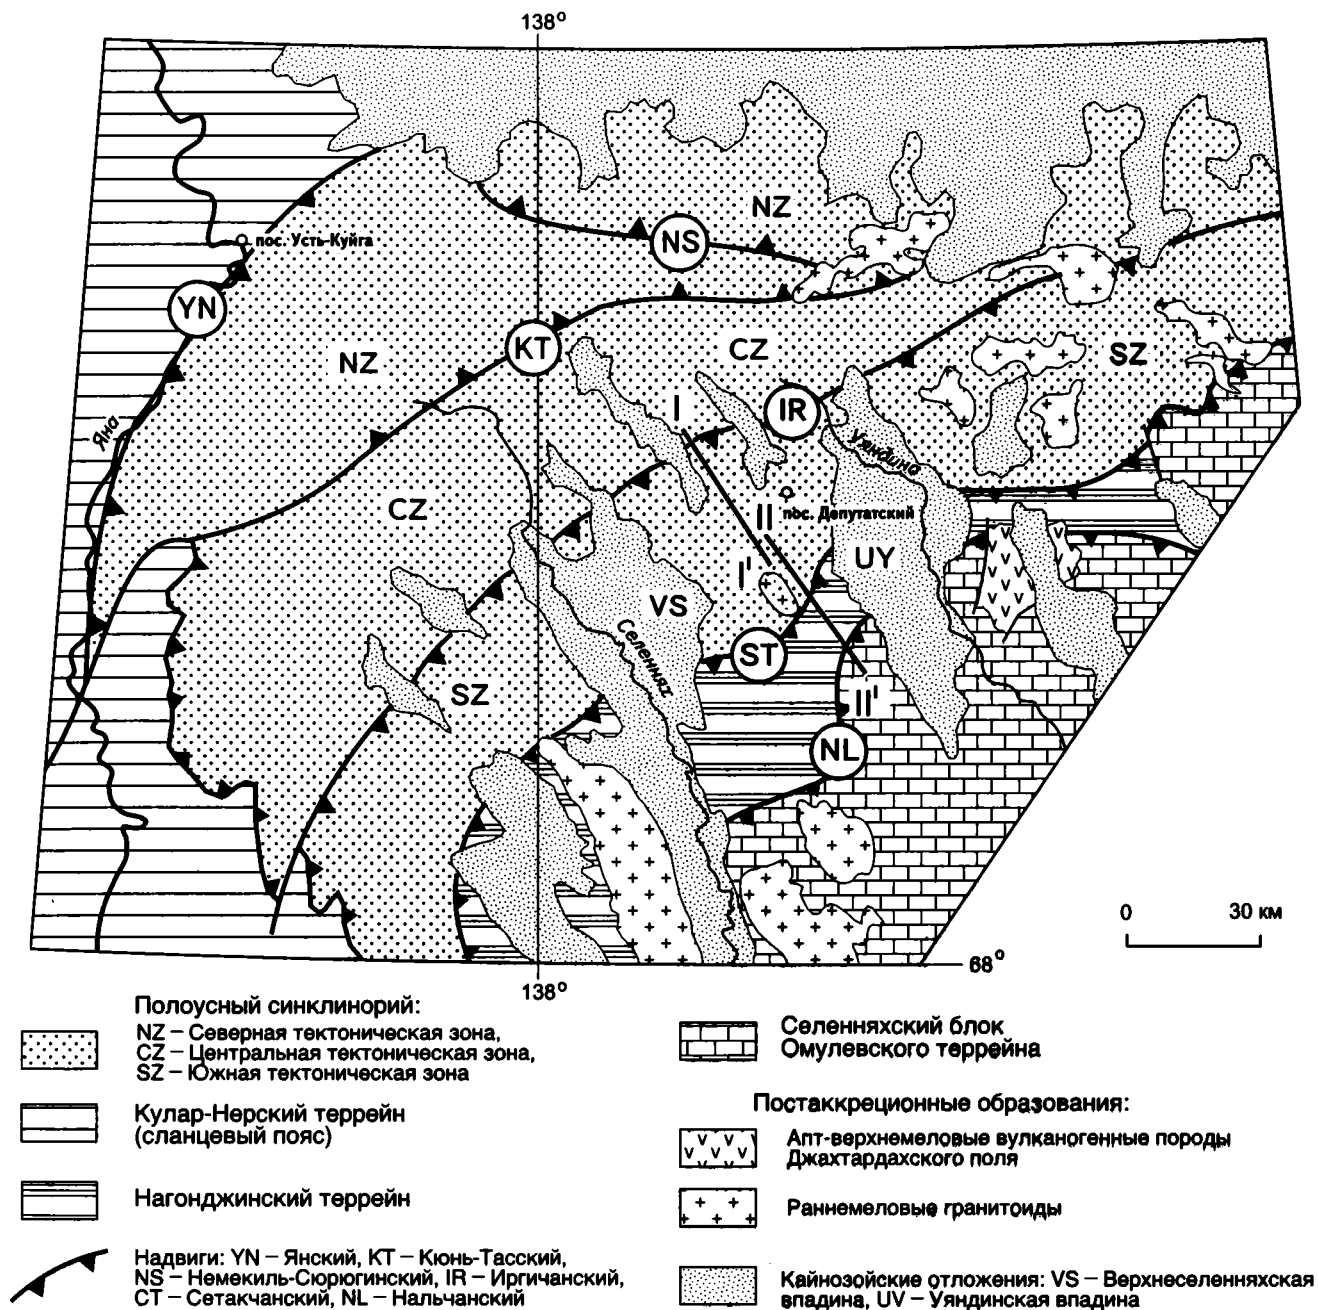 138°
NZ
NS
пос. Усть-Куйга
YN
KT
CZ
NZ
SZ
I
IR
Яна
Уяндина
CZ
II
пос. Депутатский
UY
I'
VS
Селеннях
ST
SZ
II'
NL
0 30 км
68°
138°
Полоусный синклинорий:
NZ – Северная тектоническая зона,
CZ – Центральная тектоническая зона,
SZ – Южная тектоническая зона
Кулар-Нерский террейн
(сланцевый пояс)
Нагонджинский террейн
Надвиги: YN – Янский, KT – Кюнь-Тасский,
NS – Немекиль-Сюрюгинский, IR – Иргичанский,
СТ – Сетакчанский, NL – Нальчанский
Селенняхский блок
Омулевского террейна
Постаккреционные образования:
Апт-верхнемеловые вулканогенные породы
Джахтардахского поля
Раннемеловые гранитоиды
Кайнозойские отложения: VS – Верхнеселенняхская
впадина, UV – Уяндинская впадина